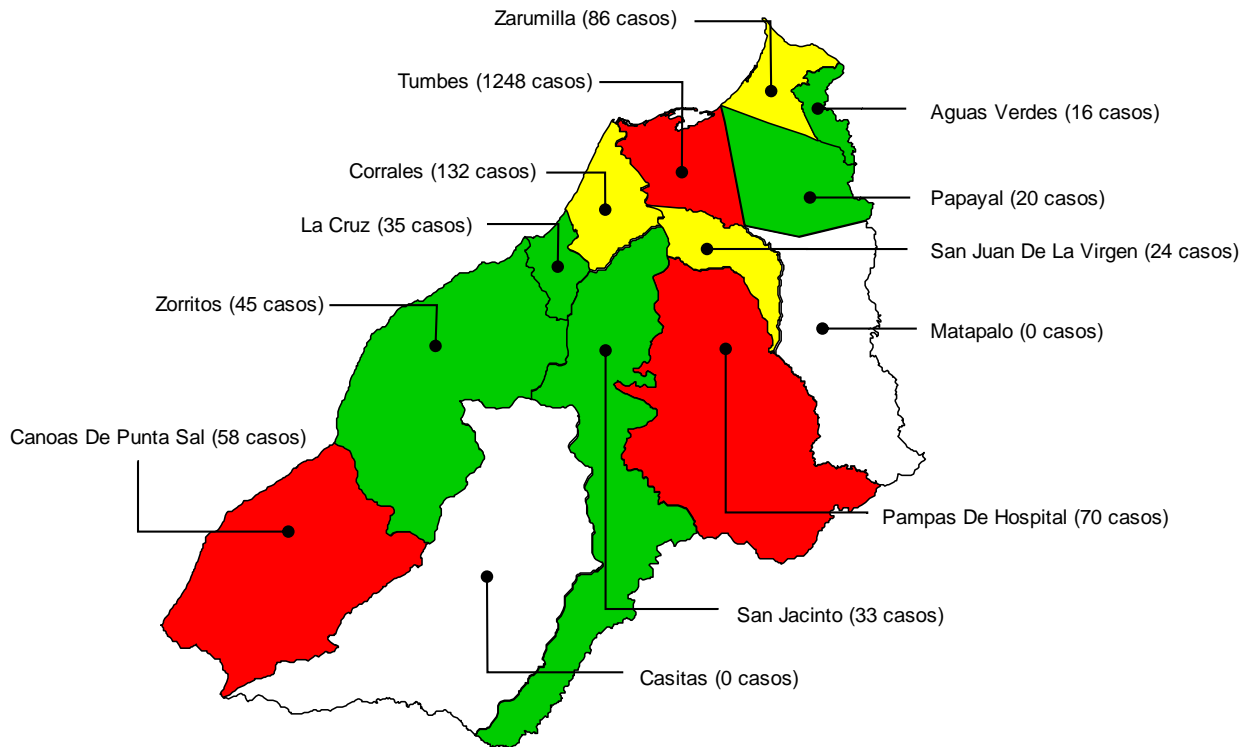 Zarumilla (86 casos)
Tumbes (1248 casos)
Aguas Verdes (16 casos)
Corrales (132 casos)
Papayal (20 casos)
La Cruz (35 casos)
San Juan De La Virgen (24 casos)
Zorritos (45 casos)
Matapalo (0 casos)
Canoas De Punta Sal (58 casos)
Pampas De Hospital (70 casos)
San Jacinto (33 casos)
Casitas (0 casos)